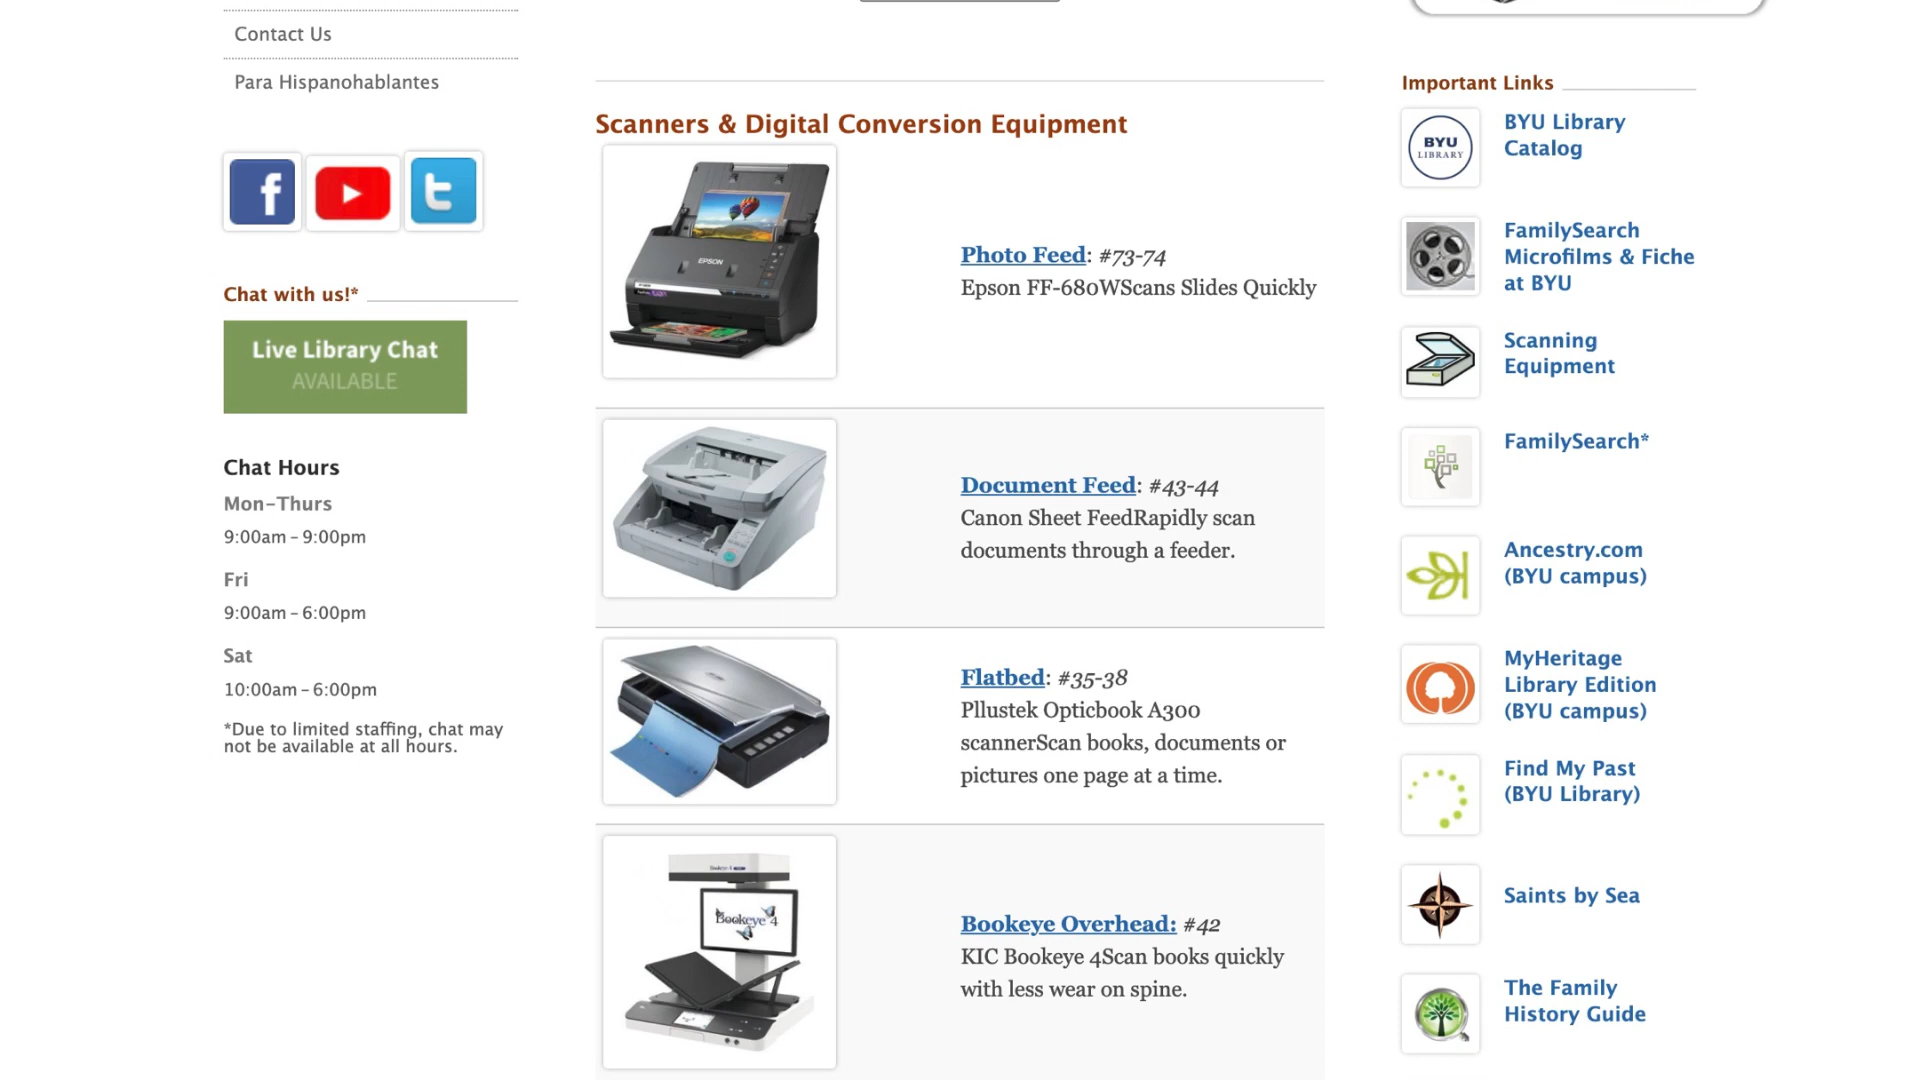 Contact Us
Para Hispanohablantes
Chat with us!*
Live Library Chat
AVAILABLE
Chat Hours
Mon-Thurs
9:00am - 9:00pm
Fri
9:00am - 6:00pm
Sat
10:00am - 6:00pm
*Due to limited staffing, chat may
not be available at all hours.
Scanners & Digital Conversion Equipment
EPSON
Photo Feed: #73-74
Epson FF-680WScans Slides Quickly
Document Feed: #43-44
Canon Sheet FeedRapidly scan
documents through a feeder.
Flatbed: #35-38
Pllustek Opticbook A300
scannerScan books, documents or
pictures one page at a time.
Bookeye 4
Bookeye Overhead: #42
KIC Bookeye 4Scan books quickly
with less wear on spine.
Important Links
BYU
LIBRARY
BYU Library
Catalog
FamilySearch
Microfilms & Fiche
at BYU
Scanning
Equipment
FamilySearch*
Ancestry.com
(BYU campus)
MyHeritage
Library Edition
(BYU campus)
Find My Past
(BYU Library)
Saints by Sea
The Family
History Guide